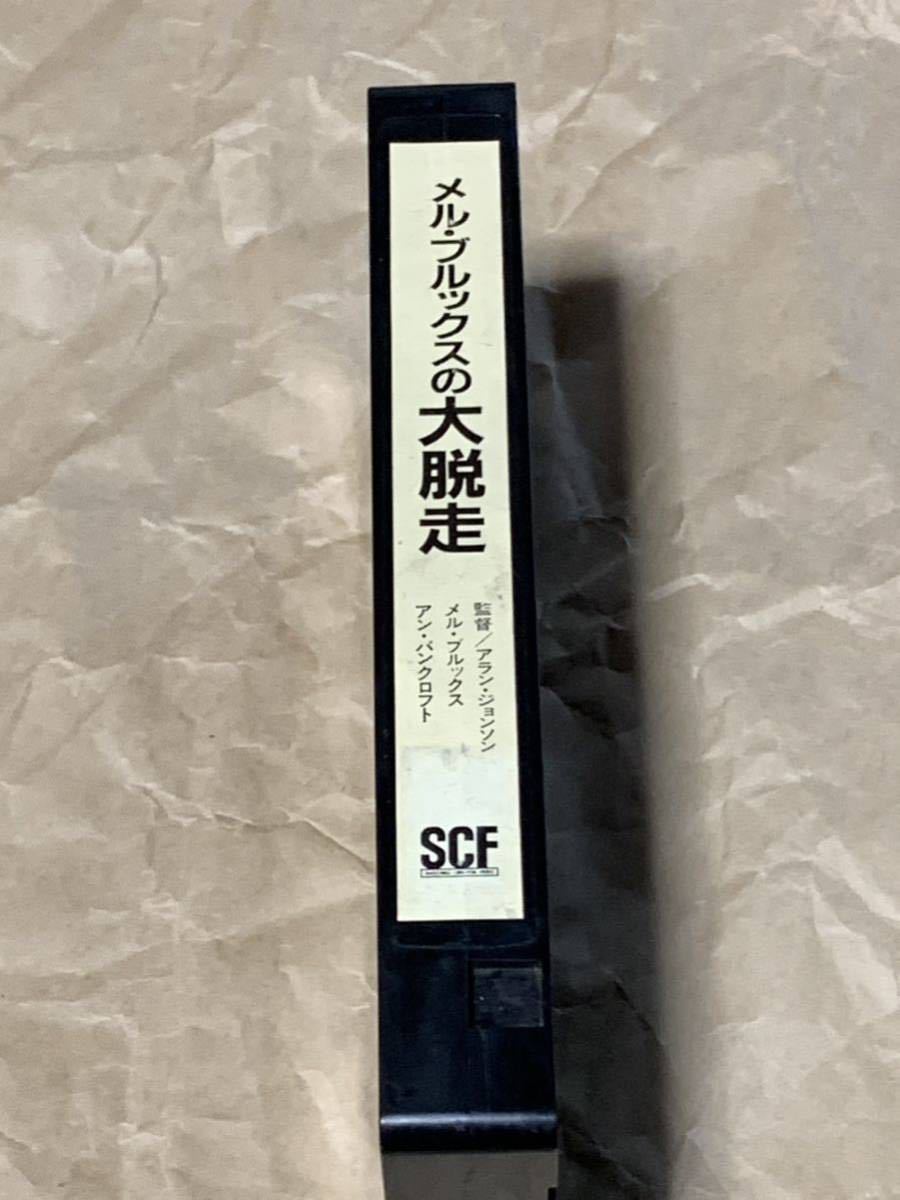 メル・ブルックスの大脱走
監督/アラン・ジョンソン
メル・ブルックス
アン・バンクロフト
SCF